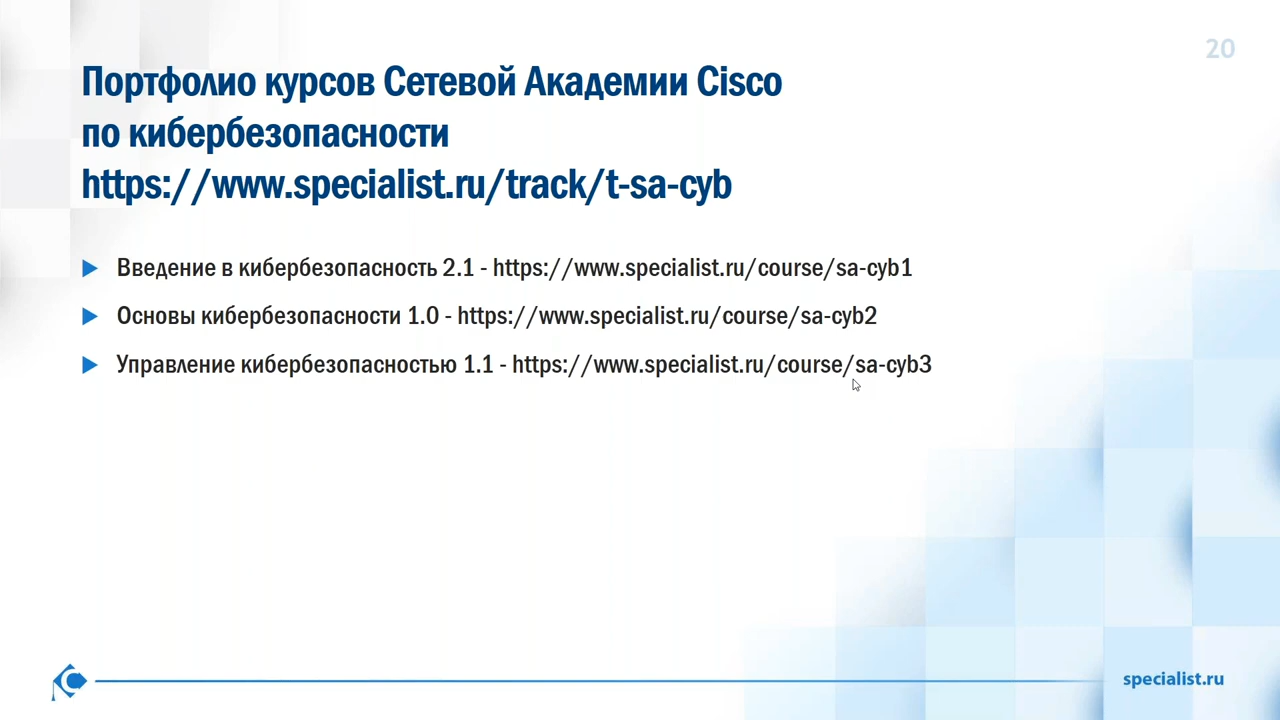 20
Портфолио курсов Сетевой Академии Cisco
по кибербезопасности
https://www.specialist.ru/track/t-sa-cyb
Введение в кибербезопасность 2.1 - https://www.specialist.ru/course/sa-cyb1
Основы кибербезопасности 1.0 - https://www.specialist.ru/course/sa-cyb2
Управление кибербезопасностью 1.1 - https://www.specialist.ru/course/sa-cyb3
specialist.ru